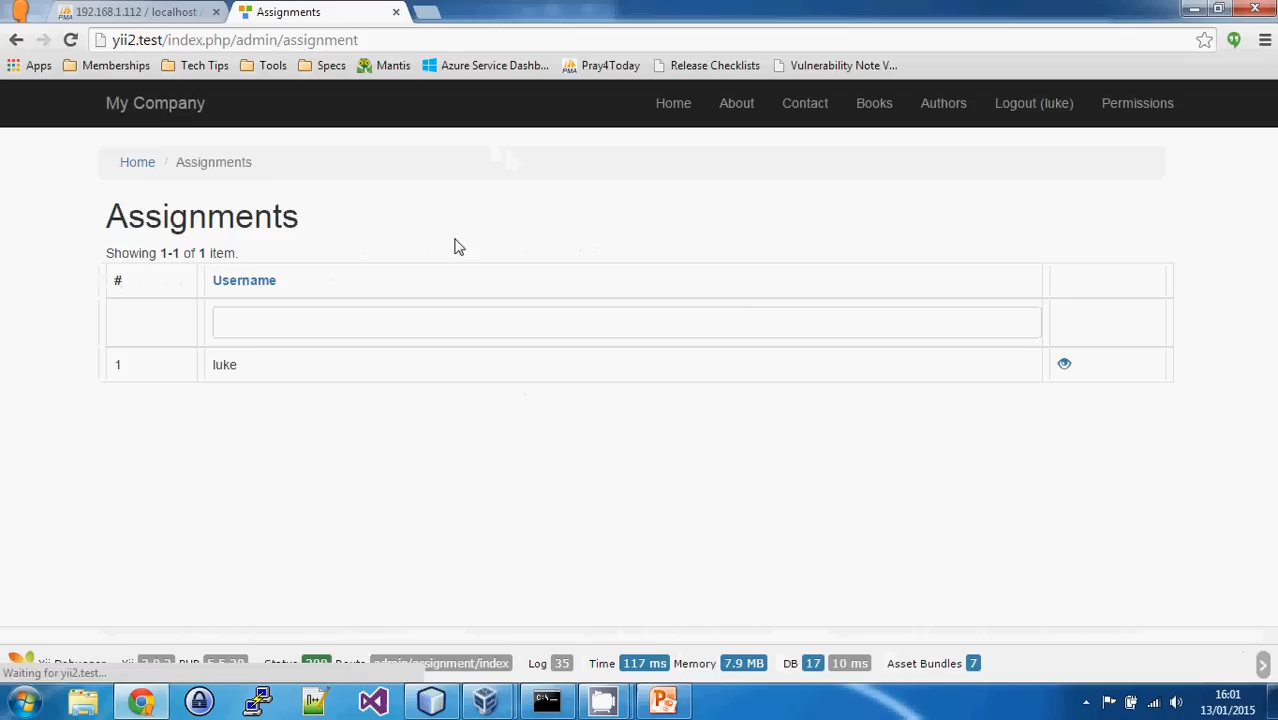 192.168.1.112 / localhost
Assignments
yii2.test/index.php/admin/assignment
Apps Memberships Tech Tips Tools Specs Mantis Azure Service Dashb... Pray4Today Release Checklists Vulnerability Note V...
My Company Home About Contact Books Authors Logout (luke) Permissions
Home / Assignments
Assignments
Showing 1-1 of 1 item.
# Username
1 luke
Yii Debugger Yii PHP Status Route admin/assignment/index Log 35 Time 117 ms Memory 7.9 MB DB 17 10 ms Asset Bundles 7
Waiting for yii2.test...
16:01
13/01/2015